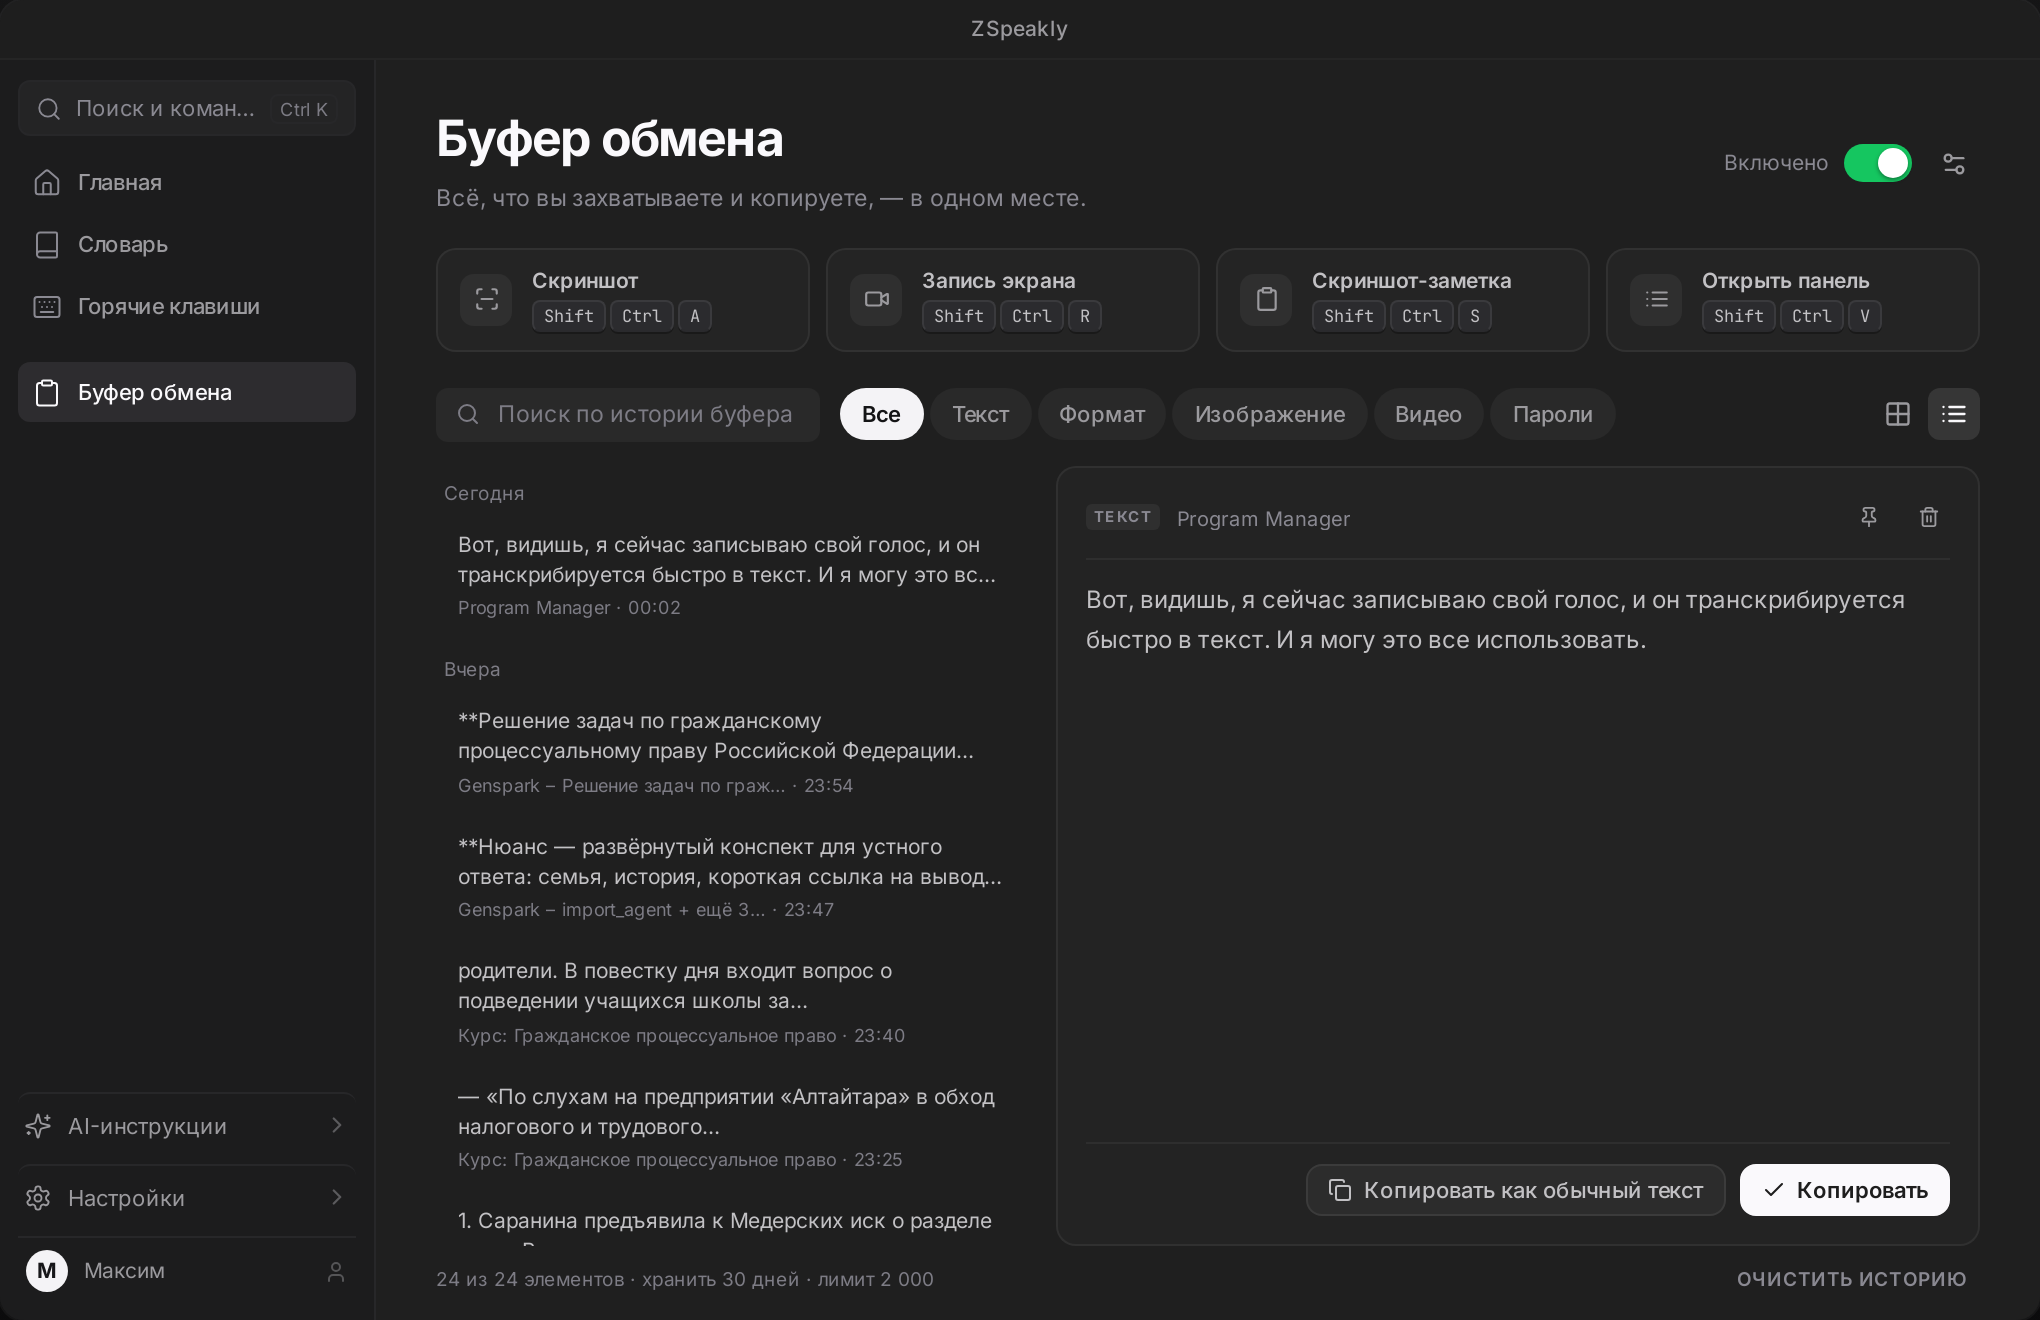 ZSpeakly
Поиск и коман... Ctrl K
Главная
Словарь
Горячие клавиши
Буфер обмена
AI-инструкции
Настройки
М Максим
Буфер обмена
Всё, что вы захватываете и копируете, — в одном месте.
Включено
Скриншот
Shift Ctrl A
Запись экрана
Shift Ctrl R
Скриншот-заметка
Shift Ctrl S
Открыть панель
Shift Ctrl V
Поиск по истории буфера
Все Текст Формат Изображение Видео Пароли
Сегодня
Вот, видишь, я сейчас записываю свой голос, и он
транскрибируется быстро в текст. И я могу это вс...
Program Manager · 00:02
Вчера
**Решение задач по гражданскому
процессуальному праву Российской Федерации...
Genspark – Решение задач по граж... · 23:54
**Нюанс — развёрнутый конспект для устного
ответа: семья, история, короткая ссылка на вывод...
Genspark – import_agent + ещё 3... · 23:47
родители. В повестку дня входит вопрос о
подведении учащихся школы за...
Курс: Гражданское процессуальное право · 23:40
— «По слухам на предприятии «Алтайтара» в обход
налогового и трудового...
Курс: Гражданское процессуальное право · 23:25
1. Саранина предъявила к Медерских иск о разделе
ТЕКСТ Program Manager
Вот, видишь, я сейчас записываю свой голос, и он транскрибируется
быстро в текст. И я могу это все использовать.
Копировать как обычный текст
Копировать
24 из 24 элементов · хранить 30 дней · лимит 2 000
ОЧИСТИТЬ ИСТОРИЮ